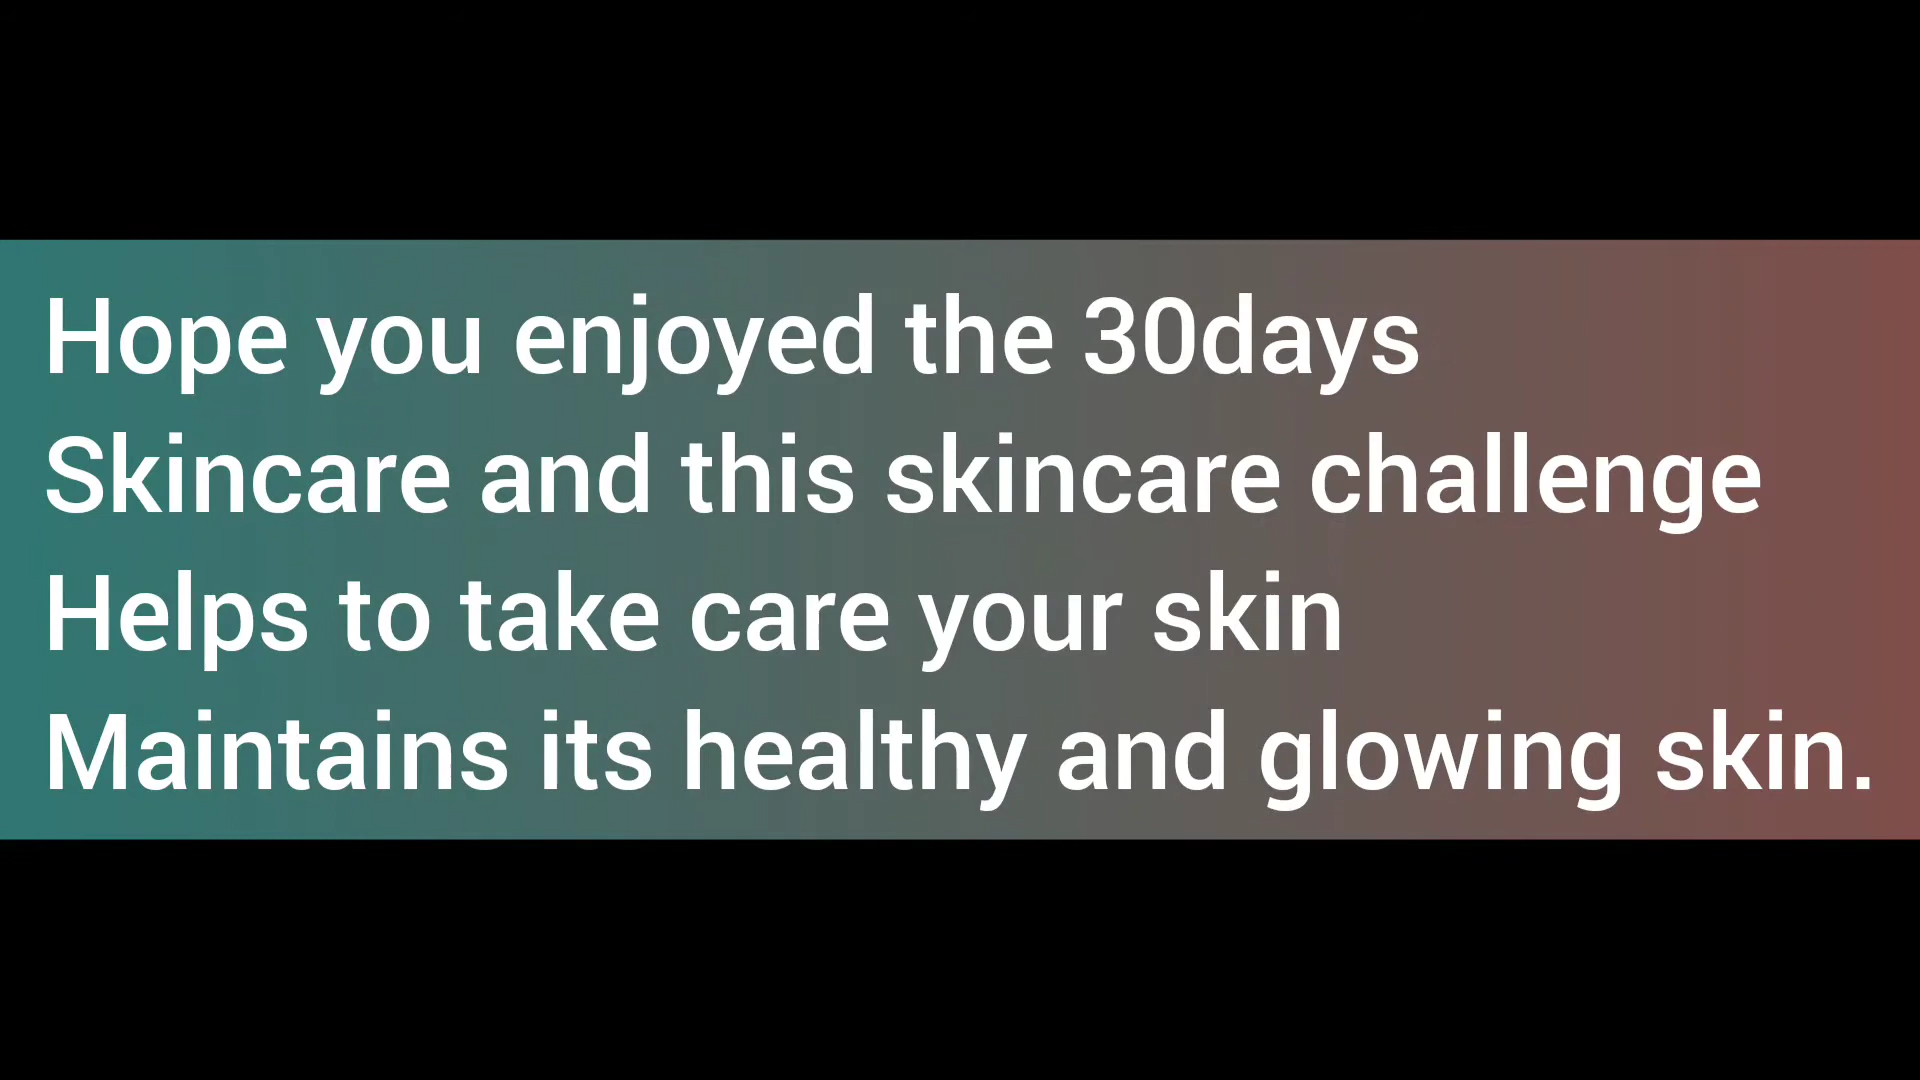 Hope you enjoyed the 30days
Skincare and this skincare challenge
Helps to take care your skin
Maintains its healthy and glowing skin.